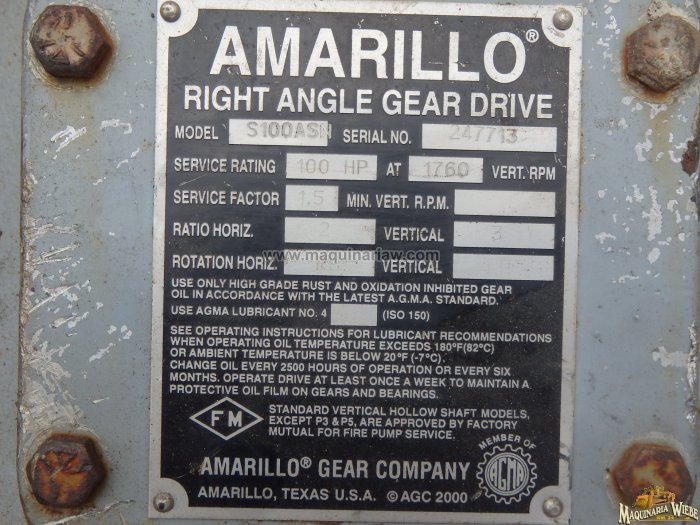 AMARILLO®
RIGHT ANGLE GEAR DRIVE
MODEL S100ASN SERIAL NO. 247713
SERVICE RATING 100 HP AT 1760 VERT. RPM
SERVICE FACTOR 1.5 MIN. VERT. R.P.M.
RATIO HORIZ. 2 VERTICAL 3
www.maquinariaw.com
ROTATION HORIZ. VERTICAL
USE ONLY HIGH GRADE RUST AND OXIDATION INHIBITED GEAR
OIL IN ACCORDANCE WITH THE LATEST A.G.M.A. STANDARD.
USE AGMA LUBRICANT NO. 4 (ISO 150)
SEE OPERATING INSTRUCTIONS FOR LUBRICANT RECOMMENDATIONS
WHEN OPERATING OIL TEMPERATURE EXCEEDS 180°F(82°C)
OR AMBIENT TEMPERATURE IS BELOW 20°F (-7°C).
CHANGE OIL EVERY 2500 HOURS OF OPERATION OR EVERY SIX
MONTHS. OPERATE DRIVE AT LEAST ONCE A WEEK TO MAINTAIN A
PROTECTIVE OIL FILM ON GEARS AND BEARINGS.
FM
STANDARD VERTICAL HOLLOW SHAFT MODELS,
EXCEPT P3 & P5, ARE APPROVED BY FACTORY
MUTUAL FOR FIRE PUMP SERVICE.
MEMBER OF
AGMA
AMARILLO® GEAR COMPANY
AMARILLO, TEXAS U.S.A. © AGC 2000
MAQUINARIA WIEBE